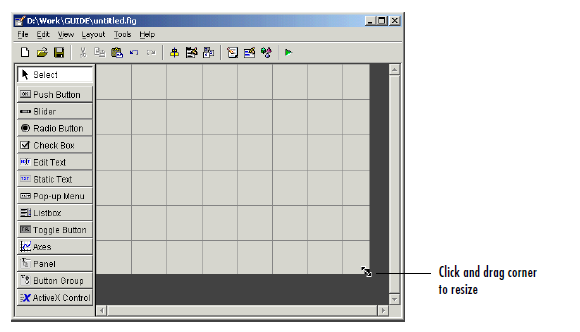 D:\Work\GUIDE\untitled.fig
File Edit View Layout Tools Help
Select
OK Push Button
Slider
Radio Button
Check Box
Edit Text
TXT Static Text
Pop-up Menu
Listbox
Toggle Button
Axes
Panel
Button Group
ActiveX Control
Click and drag corner
to resize